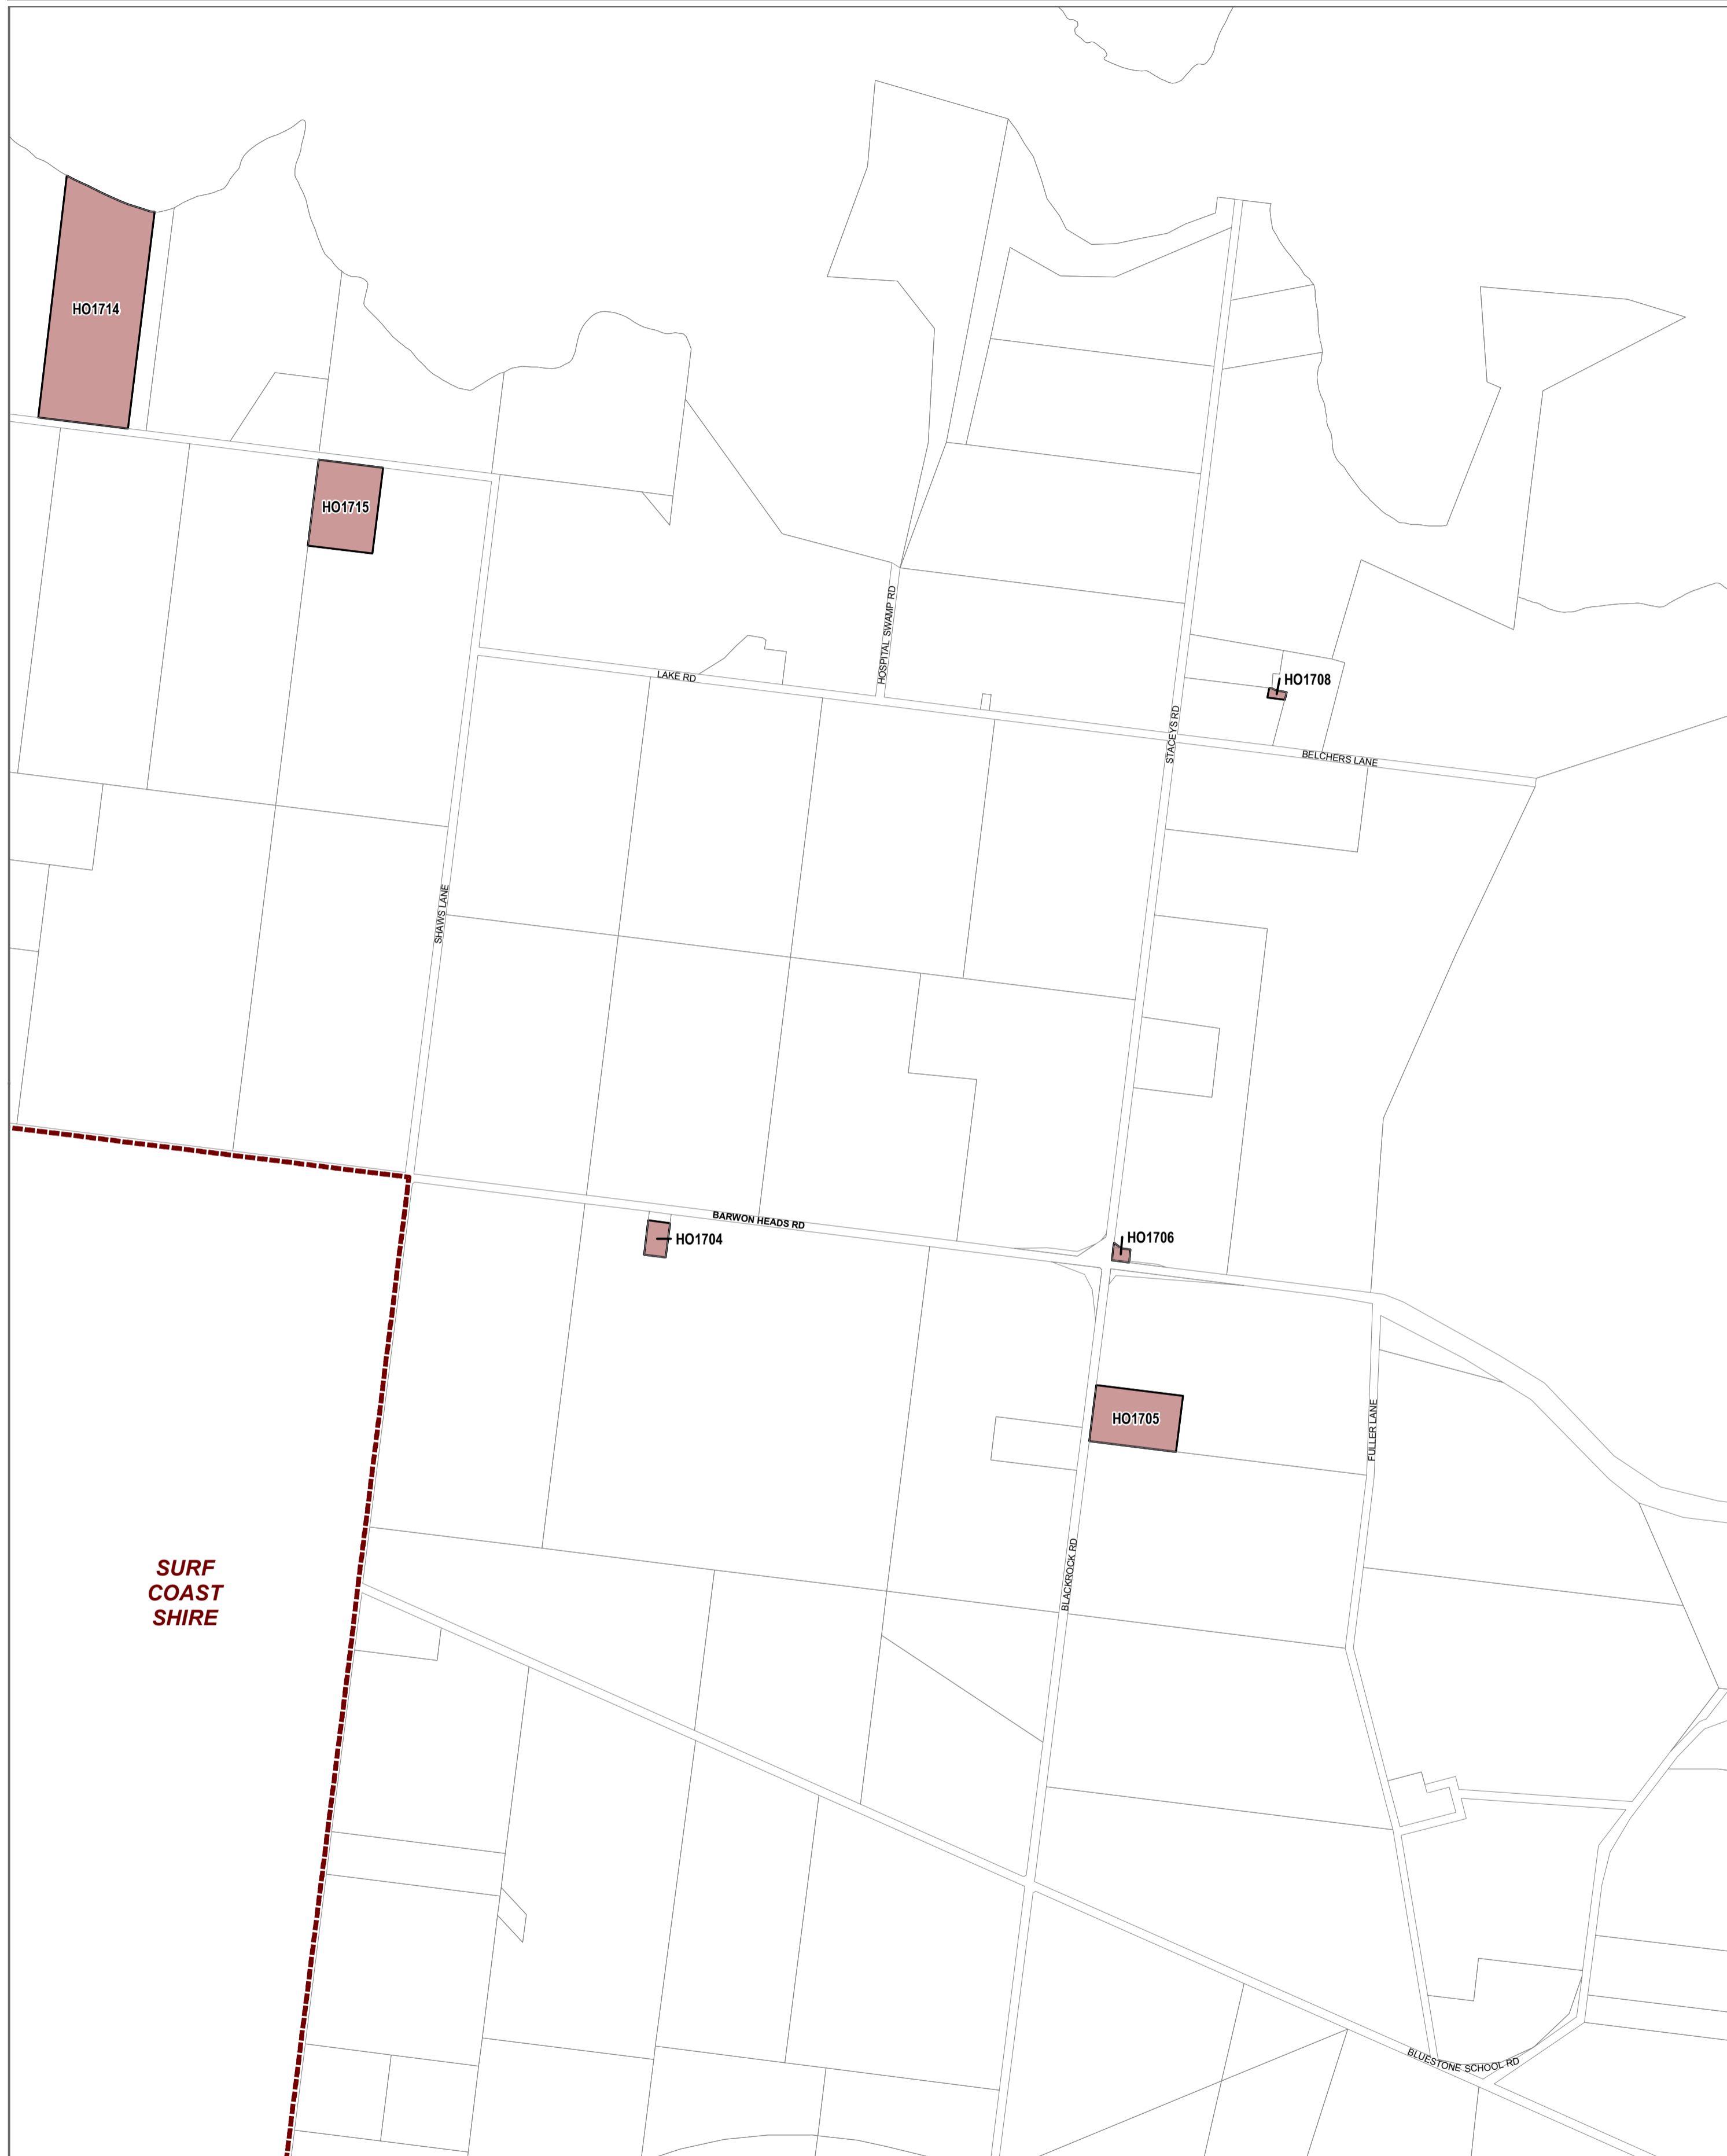 HO1714
HO1715
HOSPITAL SWAMP RD
LAKE RD
HO1708
STACEYS RD
BELCHERS LANE
SHAWS LANE
BARWON HEADS RD
HO1704
HO1706
HO1705
FULLER LANE
SURF
COAST
SHIRE
BLACKROCK RD
BLUESTONE SCHOOL RD